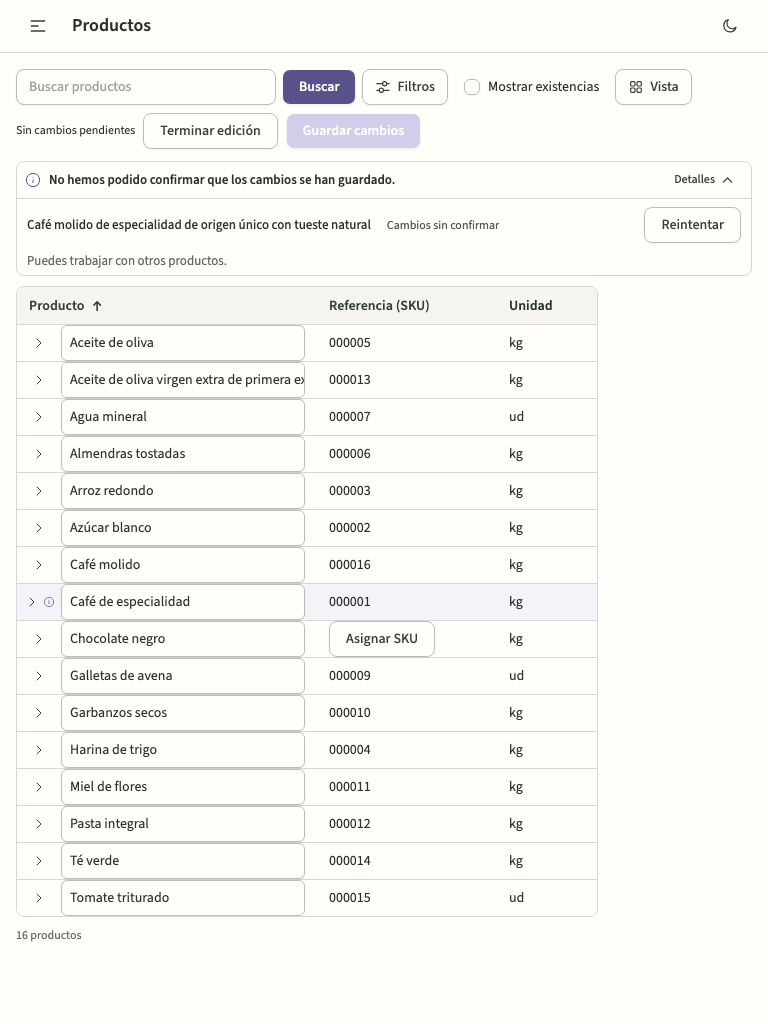 Productos
Buscar productos
Buscar
Filtros
Mostrar existencias
Vista
Sin cambios pendientes
Terminar edición
Guardar cambios
No hemos podido confirmar que los cambios se han guardado.
Detalles
Café molido de especialidad de origen único con tueste natural
Cambios sin confirmar
Reintentar
Puedes trabajar con otros productos.
Producto Referencia (SKU) Unidad
Aceite de oliva 000005 kg
Aceite de oliva virgen extra de primera ex 000013 kg
Agua mineral 000007 ud
Almendras tostadas 000006 kg
Arroz redondo 000003 kg
Azúcar blanco 000002 kg
Café molido 000016 kg
Café de especialidad 000001 kg
Chocolate negro Asignar SKU kg
Galletas de avena 000009 ud
Garbanzos secos 000010 kg
Harina de trigo 000004 kg
Miel de flores 000011 kg
Pasta integral 000012 kg
Té verde 000014 kg
Tomate triturado 000015 ud
16 productos